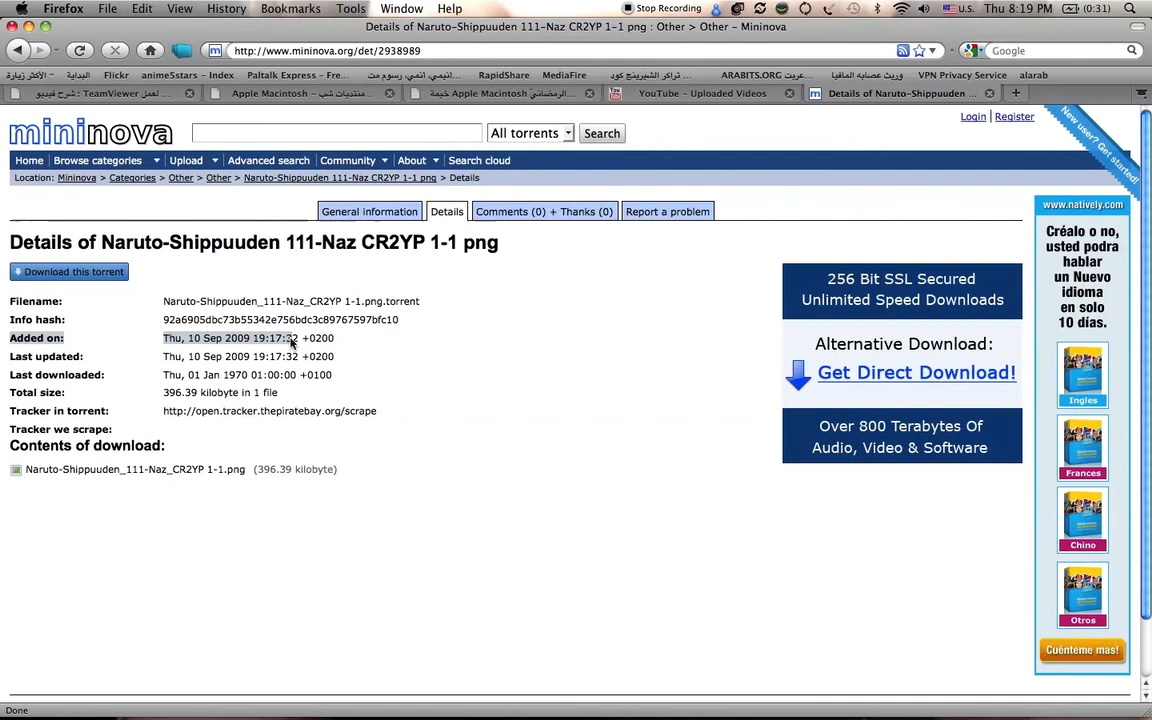 Firefox File Edit View History Bookmarks Tools Window Help Stop Recording U.S. Thu 8:19 PM (0:31)
Details of Naruto-Shippuuden 111-Naz CR2YP 1-1 png : Other > Other - Mininova
http://www.mininova.org/det/2938989 Google
الأكثر زيارة البداية Flickr anime5stars - Index Paltalk Express - Fre... RapidShare MediaFire ARABITS.ORG وريث عصابه المافيا VPN Privacy Service alarab
Apple Macintosh Apple Macintosh YouTube - Uploaded Videos Details of Naruto-Shippuuden ...
mininova All torrents Search Login | Register
New user? Get started!
Home Browse categories Upload Advanced search Community About Search cloud
Location: Mininova > Categories > Other > Other > Naruto-Shippuuden 111-Naz CR2YP 1-1 png > Details
General information Details Comments (0) + Thanks (0) Report a problem
Details of Naruto-Shippuuden 111-Naz CR2YP 1-1 png
Download this torrent
Filename: Naruto-Shippuuden_111-Naz_CR2YP 1-1.png.torrent
Info hash: 92a6905dbc73b55342e756bdc3c89767597bfc10
Added on: Thu, 10 Sep 2009 19:17:32 +0200
Last updated: Thu, 10 Sep 2009 19:17:32 +0200
Last downloaded: Thu, 01 Jan 1970 01:00:00 +0100
Total size: 396.39 kilobyte in 1 file
Tracker in torrent: http://open.tracker.thepiratebay.org/scrape
Tracker we scrape:
Contents of download:
Naruto-Shippuuden_111-Naz_CR2YP 1-1.png (396.39 kilobyte)
256 Bit SSL Secured
Unlimited Speed Downloads
Alternative Download:
Get Direct Download!
Over 800 Terabytes Of
Audio, Video & Software
www.natively.com
Créalo o no,
usted podra
hablar
un Nuevo
idioma
en solo
10 días.
Ingles
Frances
Chino
Otros
Cuénteme mas!
Done